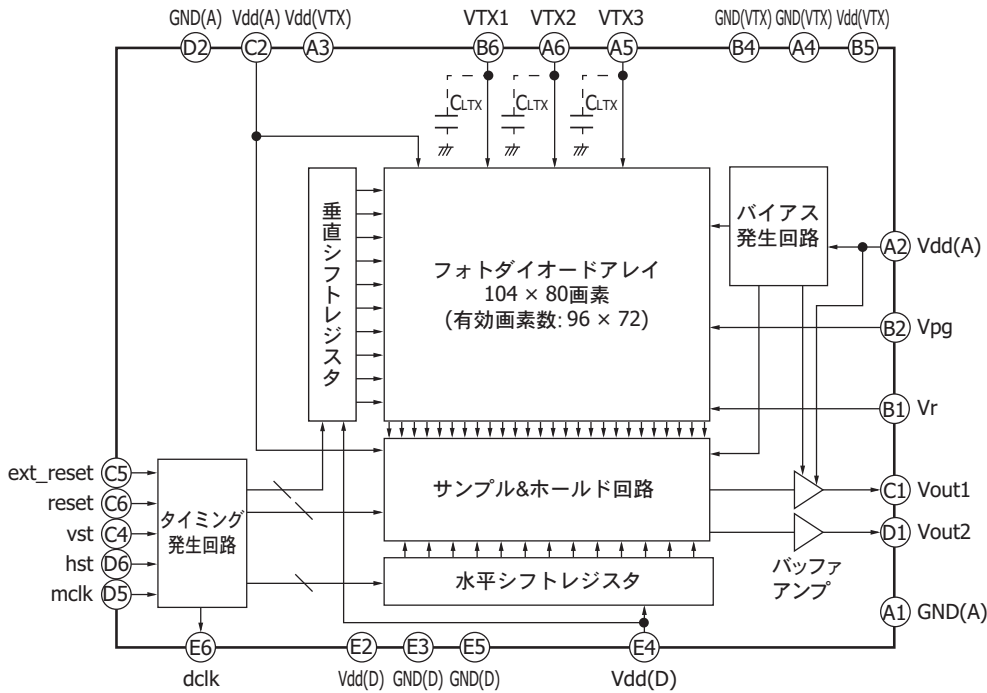 GND(A) Vdd(A) Vdd(VTX) VTX1 VTX2 VTX3 GND(VTX) GND(VTX) Vdd(VTX)
D2 C2 A3 B6 A6 A5 B4 A4 B5
CLTX CLTX CLTX
垂直シフトレジスタ
フォトダイオードアレイ
104 × 80画素
(有効画素数: 96 × 72)
バイアス
発生回路
A2 Vdd(A)
B2 Vpg
B1 Vr
ext_reset C5
reset C6
vst C4
hst D6
mclk D5
タイミング
発生回路
サンプル&ホールド回路
C1 Vout1
D1 Vout2
バッファ
アンプ
水平シフトレジスタ
A1 GND(A)
E6 E2 E3 E5 E4
dclk Vdd(D) GND(D) GND(D) Vdd(D)